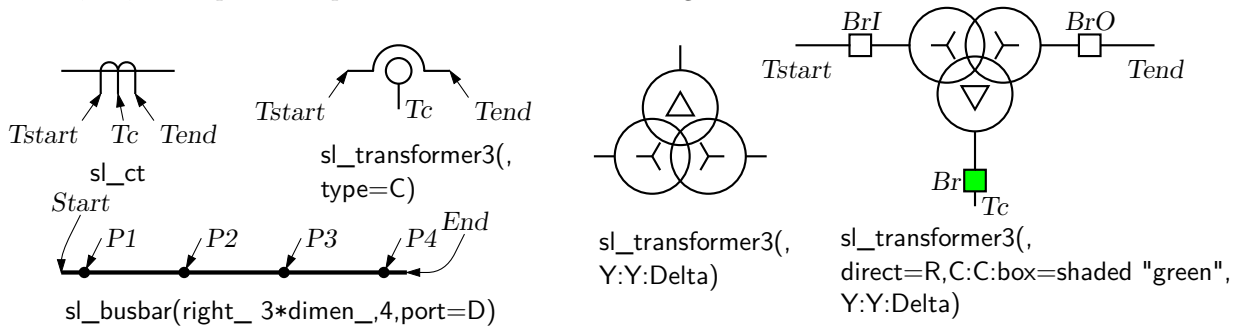 BrI
BrO
Tstart
Tend
Tstart
Tc
Tend
sl_ct
Tstart
Tc
Tend
sl_transformer3(,
type=C)
Br
Tc
Start
P1
P2
P3
P4
End
sl_busbar(right_ 3*dimen_,4,port=D)
sl_transformer3(,
Y:Y:Delta)
sl_transformer3(,
direct=R,C:C:box=shaded "green",
Y:Y:Delta)